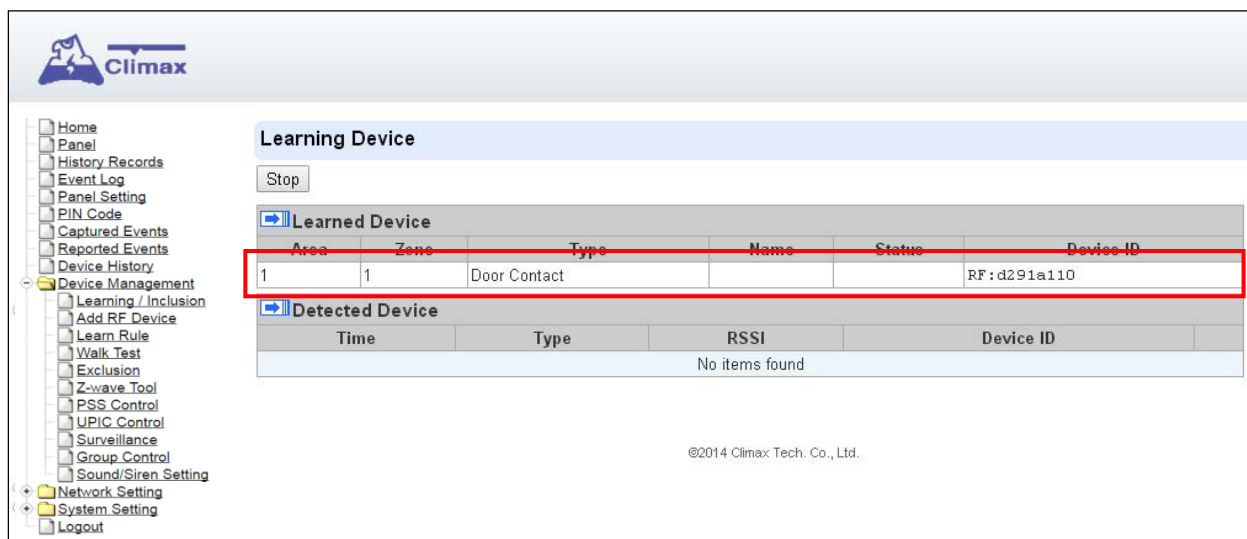 Climax
Home
Panel
History Records
Event Log
Panel Setting
PIN Code
Captured Events
Reported Events
Device History
Device Management
Learning / Inclusion
Add RF Device
Learn Rule
Walk Test
Exclusion
Z-wave Tool
PSS Control
UPIC Control
Surveillance
Group Control
Sound/Siren Setting
Network Setting
System Setting
Logout
Learning Device
Stop
Learned Device
Area Zone Type Name Status Device ID
1 1 Door Contact RF:d291a110
Detected Device
Time Type RSSI Device ID
No items found
©2014 Climax Tech. Co., Ltd.